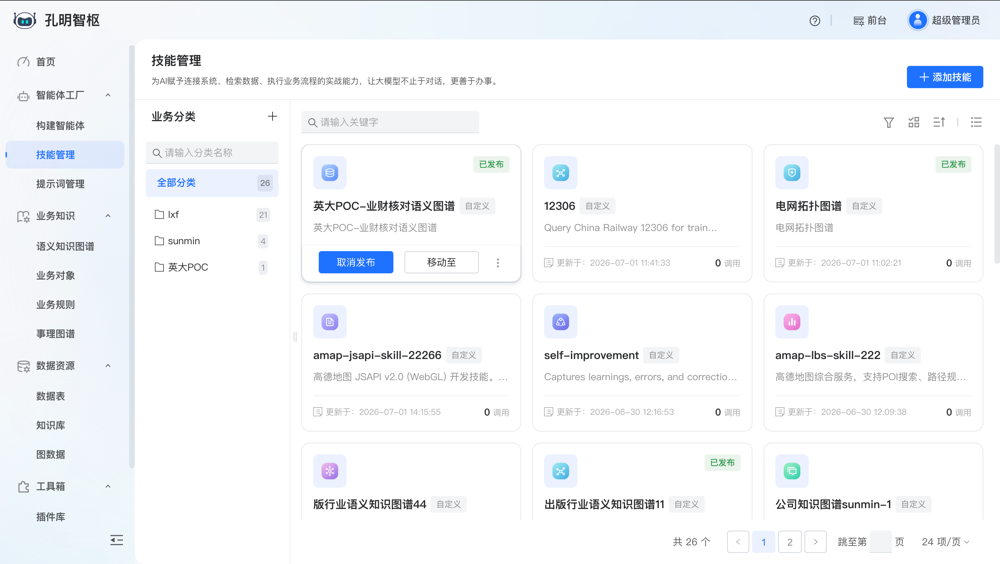 孔明智枢
前台
超级管理员
首页
智能体工厂
构建智能体
技能管理
提示词管理
业务知识
语义知识图谱
业务对象
业务规则
事理图谱
数据资源
数据表
知识库
图数据
工具箱
插件库
技能管理
为AI赋予连接系统、检索数据、执行业务流程的实战能力，让大模型不止于对话，更善于办事。
添加技能
业务分类
请输入分类名称
全部分类 26
lxf 21
sunmin 4
英大POC 1
请输入关键字
已发布
英大POC-业财核对语义图谱 自定义
英大POC-业财核对语义图谱
取消发布 移动至
12306 自定义
Query China Railway 12306 for train...
更新于： 2026-07-01 11:41:33 0 调用
已发布
电网拓扑图谱 自定义
电网拓扑图谱
更新于： 2026-07-01 11:02:21 0 调用
amap-jsapi-skill-22266 自定义
高德地图 JSAPI v2.0 (WebGL) 开发技能。...
更新于： 2026-07-01 14:15:55 0 调用
self-improvement 自定义
Captures learnings, errors, and correctio...
更新于： 2026-06-30 12:16:53 0 调用
amap-lbs-skill-222 自定义
高德地图综合服务，支持POI搜索、路径规...
更新于： 2026-06-30 12:09:38 0 调用
版行业语义知识图谱44 自定义
已发布
出版行业语义知识图谱11 自定义
公司知识图谱sunmin-1 自定义
共 26 个 < 1 2 > 跳至第 页 24 项/页